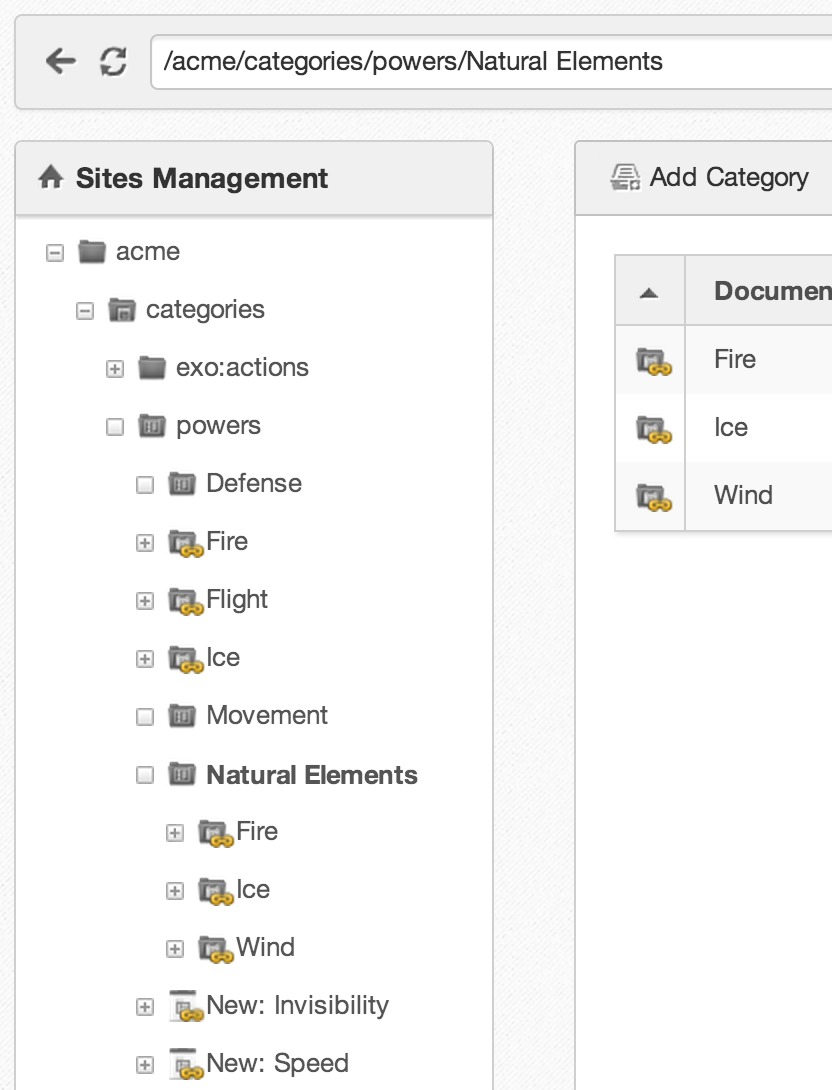 /acme/categories/powers/Natural Elements
Sites Management
acme
categories
exo:actions
powers
Defense
Fire
Flight
Ice
Movement
Natural Elements
Fire
Ice
Wind
New: Invisibility
New: Speed
Add Category
Documen
Fire
Ice
Wind